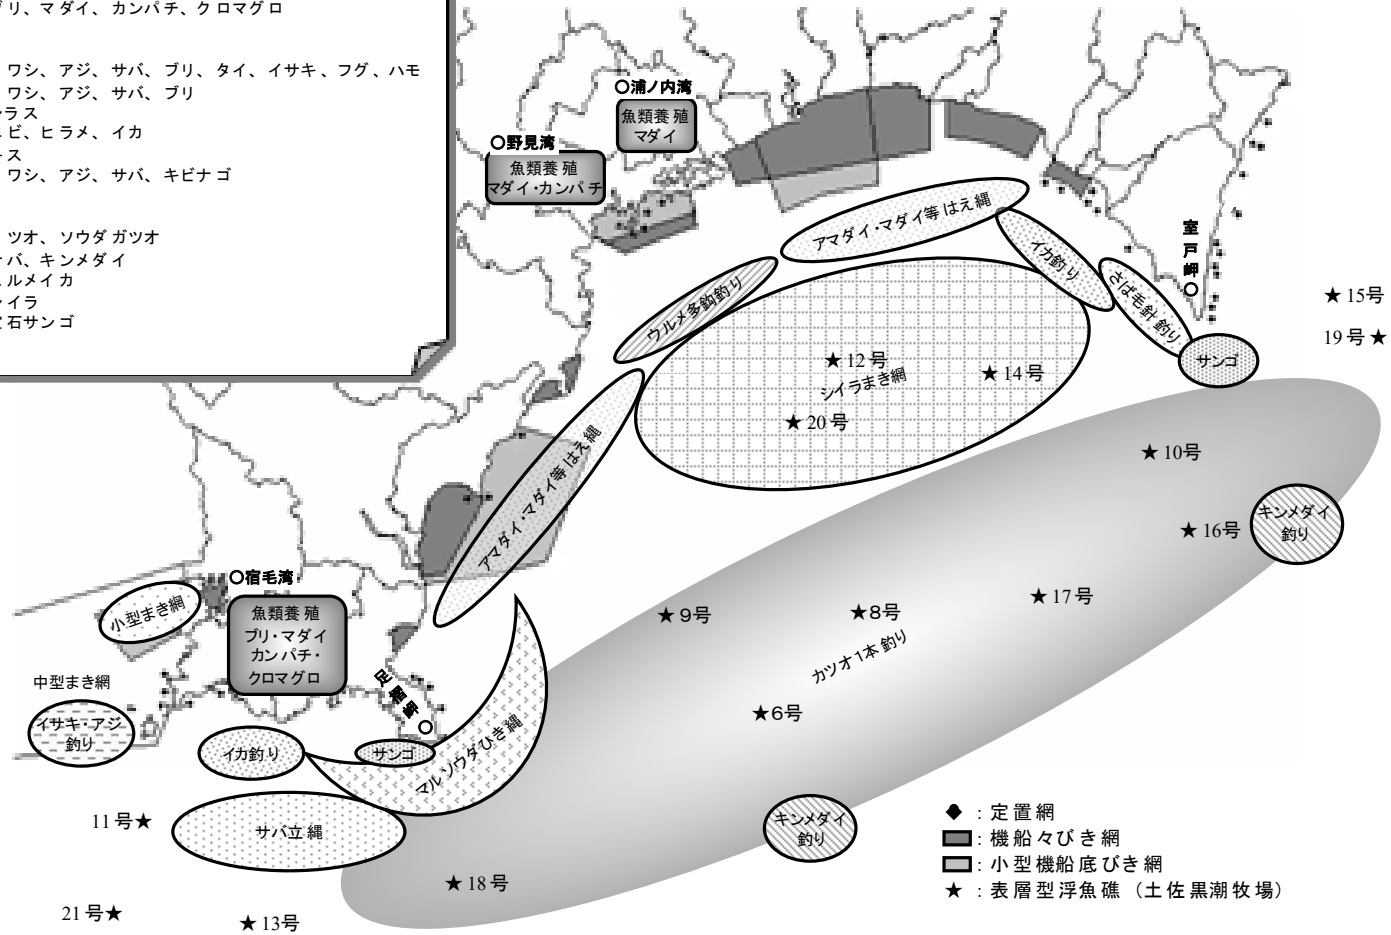 ブリ、マダイ、カンパチ、クロマグロ
ワシ、アジ、サバ、ブリ、タイ、イサキ、フグ、ハモ
ワシ、アジ、サバ、ブリ
ラス
ビ、ヒラメ、イカ
ス
ワシ、アジ、サバ、キビナゴ
ツオ、ソウダガツオ
バ、キンメダイ
ルメイカ
イラ
石サンゴ
○浦ノ内湾
魚類養殖
マダイ
○野見湾
魚類養殖
マダイ・カンパチ
アマダイ・マダイ等はえ縄
イカ釣り
さば毛針釣り
室戸岬○
サンゴ
★15号
19号★
ウルメ多鈎釣り
★12号
シイラまき網
★14号
★20号
アマダイ・マダイ等はえ縄
★10号
★16号
キンメダイ
釣り
★17号
★9号
★8号
カツオ1本釣り
★6号
○宿毛湾
魚類養殖
ブリ・マダイ
カンパチ・
クロマグロ
小型まき網
中型まき網
イサキ・アジ
釣り
イカ釣り
足摺岬○
サンゴ
マルソウダひき縄
サバ立縄
11号★
21号★
★13号
★18号
キンメダイ
釣り
◆：定置網
：機船々びき網
：小型機船底びき網
★：表層型浮魚礁（土佐黒潮牧場）